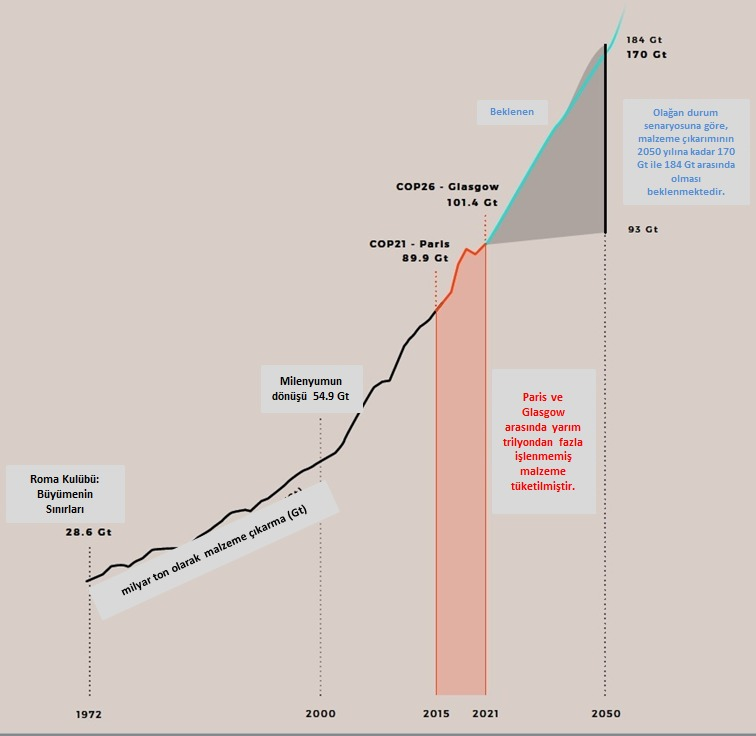 184 Gt
170 Gt
Beklenen
Olağan durum
senaryosuna göre,
malzeme çıkarımının
2050 yılına kadar 170
Gt ile 184 Gt arasında
olması
beklenmektedir.
COP26 - Glasgow
101.4 Gt
93 Gt
COP21 - Paris
89.9 Gt
Milenyumun
dönüşü 54.9 Gt
Paris ve
Glasgow
arasında yarım
trilyondan fazla
işlenmemiş
malzeme
tüketilmiştir.
Roma Kulübü:
Büyümenin
Sınırları
28.6 Gt
milyar ton olarak malzeme çıkarma (Gt)
1972
2000
2015
2021
2050